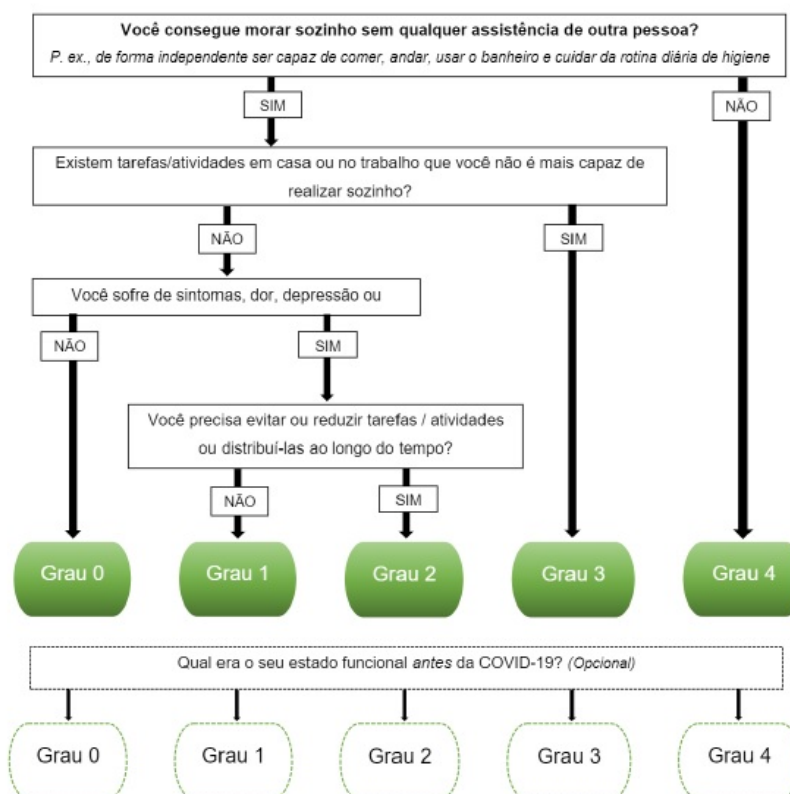 Você consegue morar sozinho sem qualquer assistência de outra pessoa?
P. ex., de forma independente ser capaz de comer, andar, usar o banheiro e cuidar da rotina diária de higiene
SIM
NÃO
Existem tarefas/atividades em casa ou no trabalho que você não é mais capaz de
realizar sozinho?
NÃO
SIM
Você sofre de sintomas, dor, depressão ou
NÃO
SIM
Você precisa evitar ou reduzir tarefas / atividades
ou distribuí-las ao longo do tempo?
NÃO
SIM
Grau 0
Grau 1
Grau 2
Grau 3
Grau 4
Qual era o seu estado funcional antes da COVID-19? (Opcional)
Grau 0
Grau 1
Grau 2
Grau 3
Grau 4